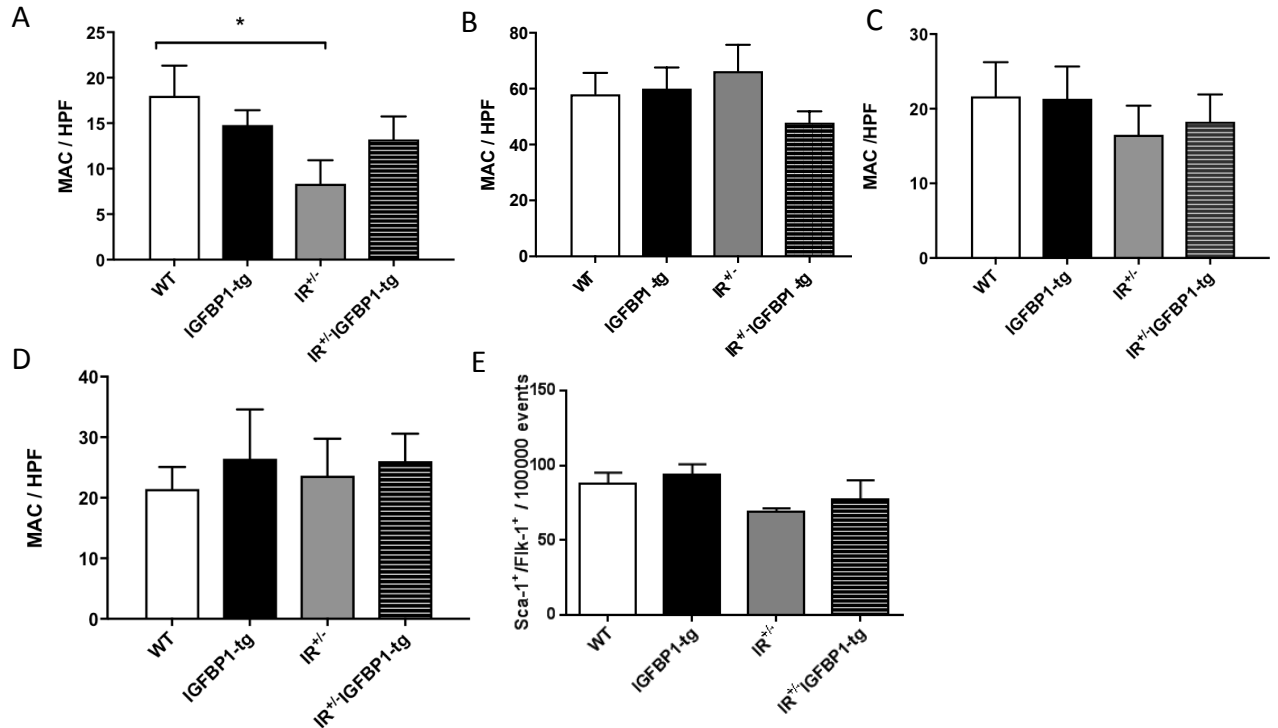 A
MAC / HPF
25
20
15
10
5
0
*
WT
IGFBP1-tg
IR+/-
IR+/-IGFBP1-tg
B
MAC / HPF
80
60
40
20
0
WT
IGFBP1-tg
IR+/-
IR+/-IGFBP1-tg
C
MAC /HPF
30
20
10
0
WT
IGFBP1-tg
IR+/-
IR+/-IGFBP1-tg
D
MAC / HPF
40
30
20
10
0
WT
IGFBP1-tg
IR+/-
IR+/-IGFBP1-tg
E
Sca-1+/Flk-1+ / 100000 events
150
100
50
0
WT
IGFBP1-tg
IR+/-
IR+/-IGFBP1-tg